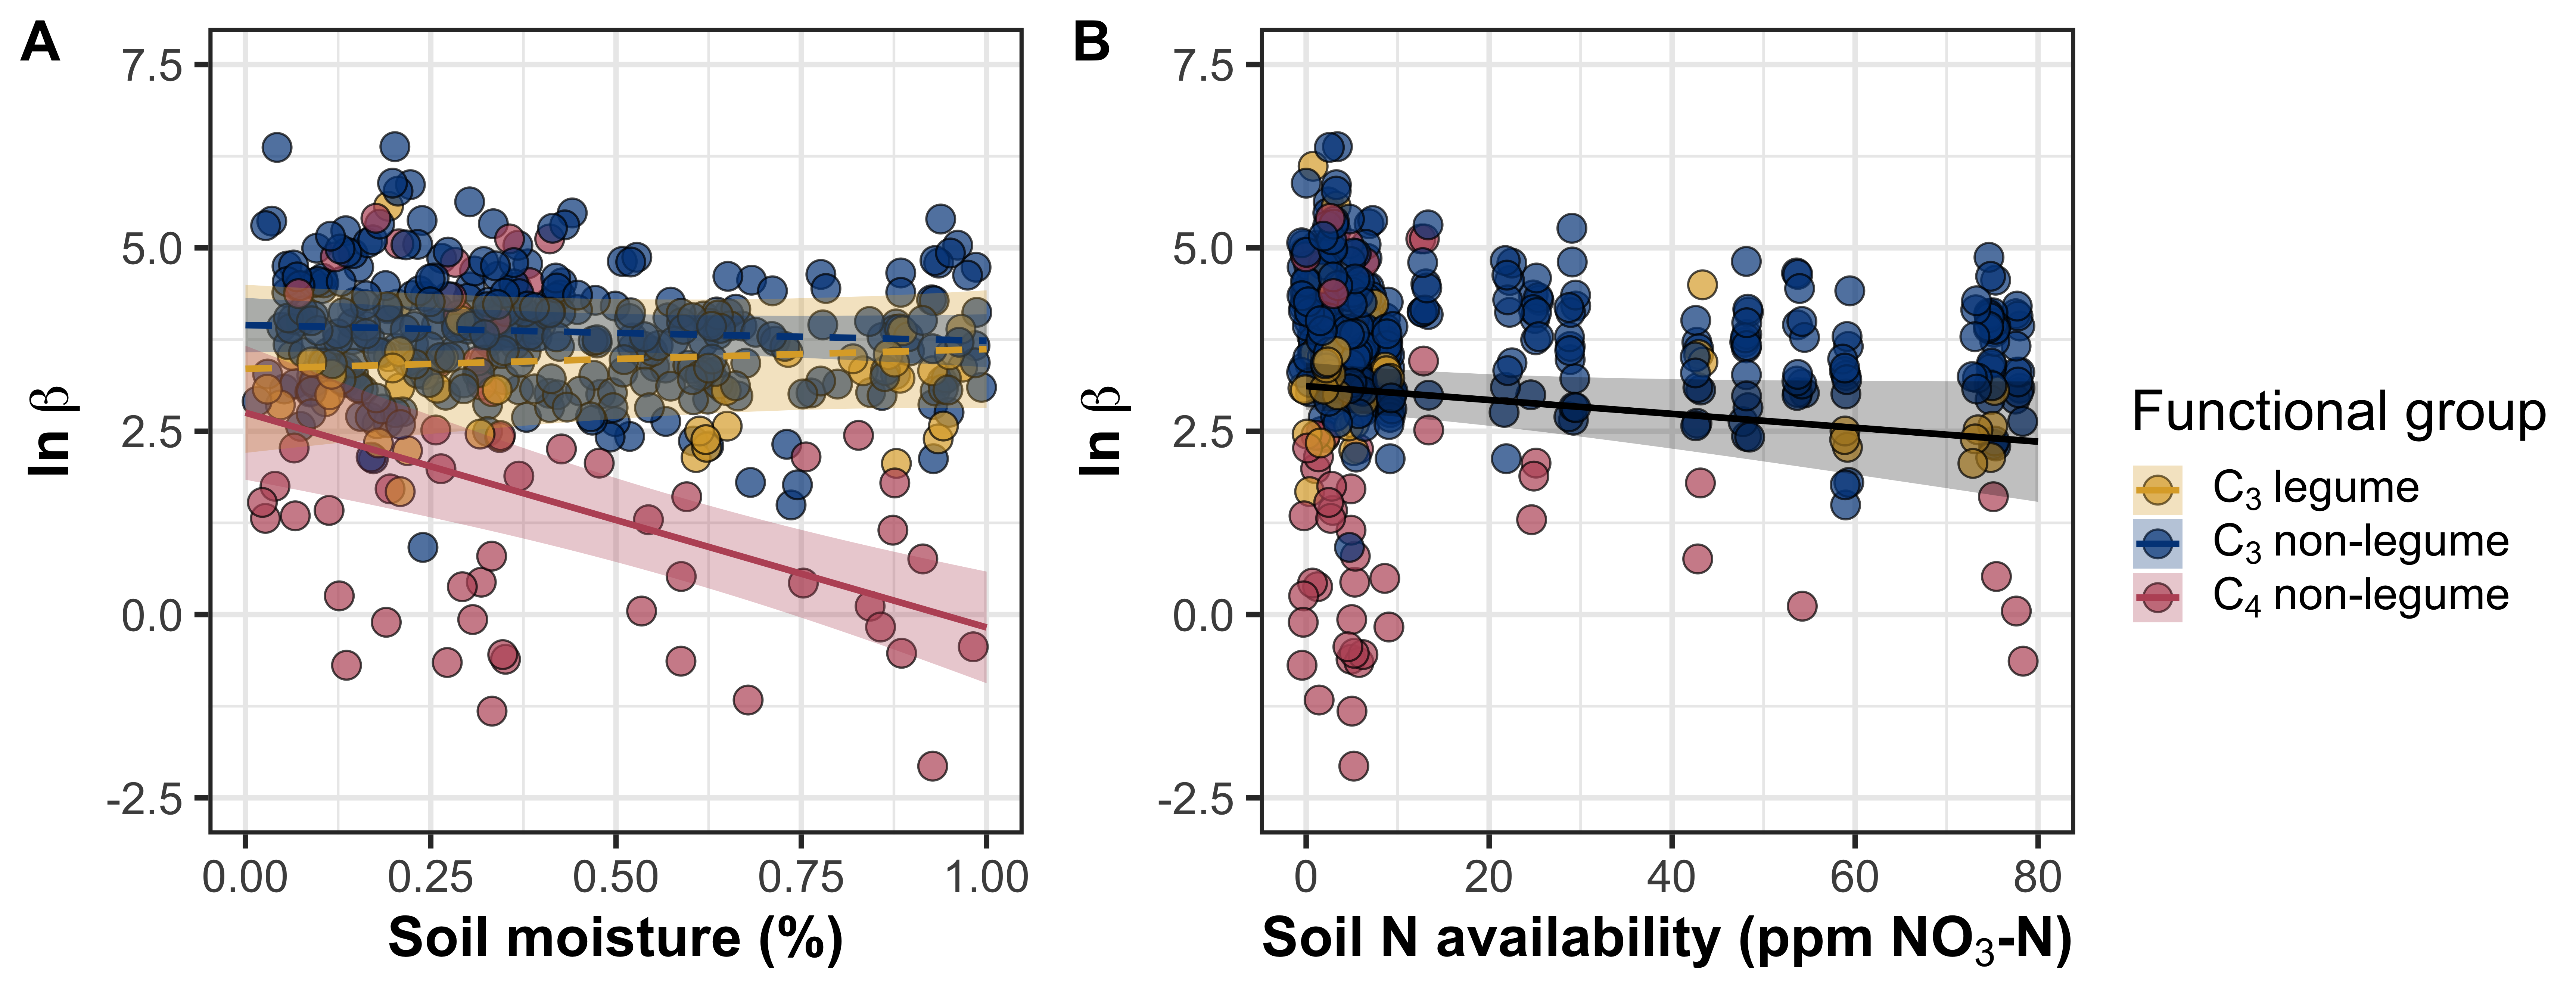 A
ln β
7.5
5.0
2.5
0.0
-2.5
0.00 0.25 0.50 0.75 1.00
Soil moisture (%)
B
ln β
7.5
5.0
2.5
0.0
-2.5
0 20 40 60 80
Soil N availability (ppm NO₃-N)
Functional group
C₃ legume
C₃ non-legume
C₄ non-legume